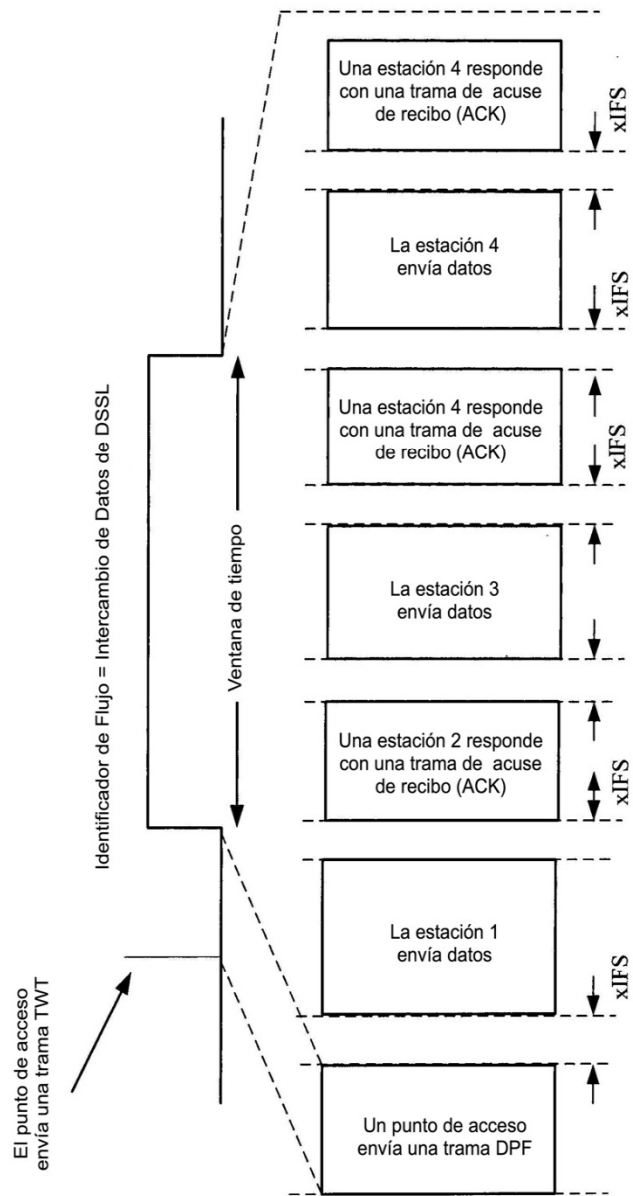 Una estación 4 responde
con una trama de acuse
de recibo (ACK)
xIFS
La estación 4
envía datos
xIFS
Una estación 4 responde
con una trama de acuse
de recibo (ACK)
xIFS
La estación 3
envía datos
Una estación 2 responde
con una trama de acuse
de recibo (ACK)
xIFS
La estación 1
envía datos
xIFS
Un punto de acceso
envía una trama DPF
Identificador de Flujo = Intercambio de Datos de DSSL
Ventana de tiempo
El punto de acceso
envía una trama TWT